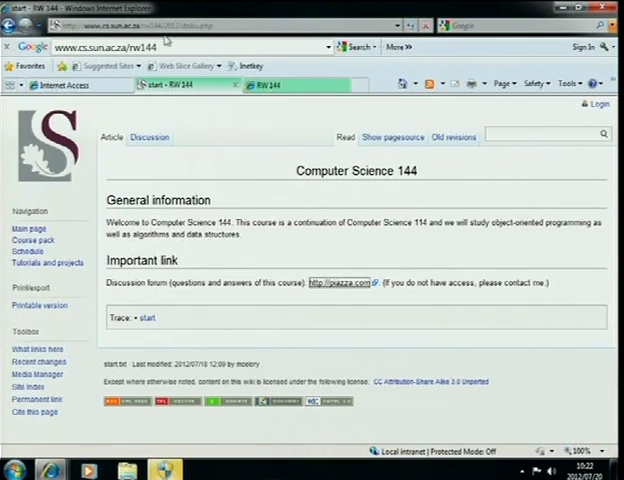 start - RW 144 - Windows Internet Explorer
Google
Google
www.cs.sun.ac.za/rw144
Search
More >>
Sign In
Favorites
Suggested Sites
Web Slice Gallery
Inetkey
Internet Access
start - RW 144
RW 144
Page
Safety
Tools
Login
Article
Discussion
Read
Show pagesource
Old revisions
S
Computer Science 144
General information
Welcome to Computer Science 144. This course is a continuation of Computer Science 114 and we will study object-oriented programming as
well as algorithms and data structures.
Important link
Discussion forum (questions and answers of this course): http://piazza.com . (If you do not have access, please contact me.)
Trace: • start
Navigation
Main page
Course pack
Schedule
Tutorials and projects
Print/export
Printable version
Toolbox
What links here
Recent changes
Media Manager
Site index
Permanent link
Cite this page
start.txt · Last modified: 2012/07/18 12:09 by mcelory
Except where otherwise noted, content on this wiki is licensed under the following license:
CC Attribution-Share Alike 3.0 Unported
Local intranet | Protected Mode: Off
100%
10:22
2012/07/20